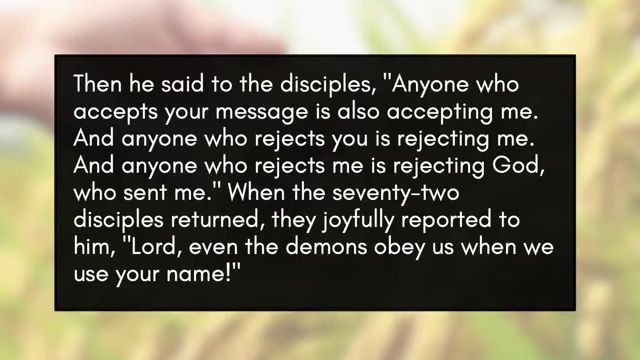 Then he said to the disciples, "Anyone who
accepts your message is also accepting me.
And anyone who rejects you is rejecting me.
And anyone who rejects me is rejecting God,
who sent me." When the seventy-two
disciples returned, they joyfully reported to
him, "Lord, even the demons obey us when we
use your name!"